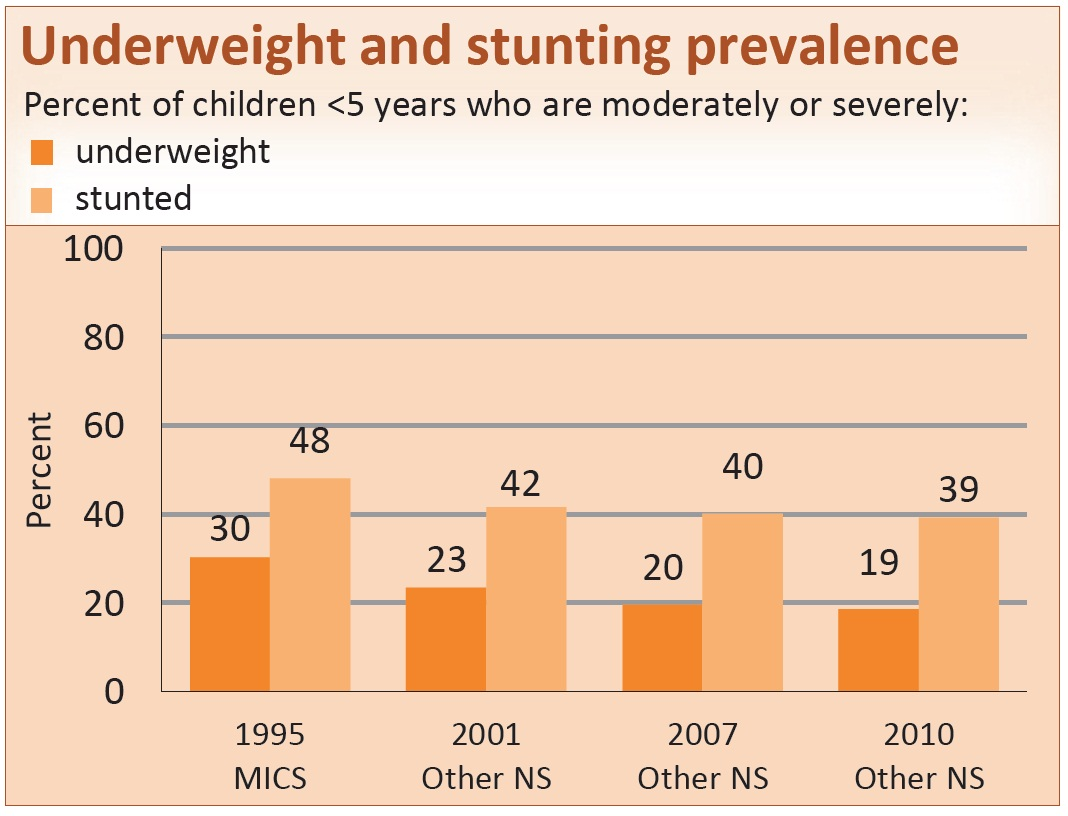 Underweight and stunting prevalence
Percent of children <5 years who are moderately or severely:
underweight
stunted
100
80
60
40
20
0
Percent
48
30
42
23
40
20
39
19
1995
MICS
2001
Other NS
2007
Other NS
2010
Other NS